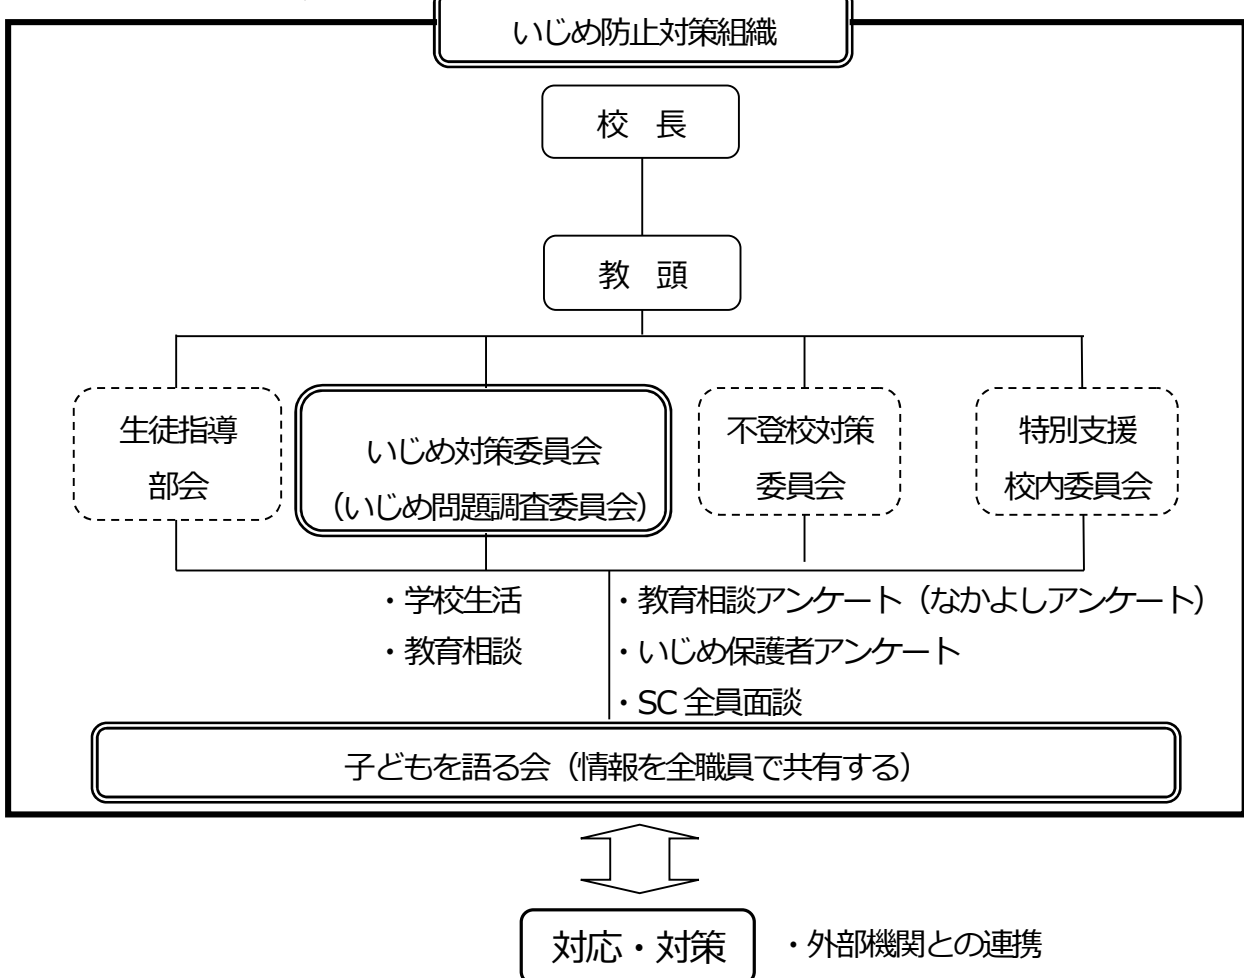 いじめ防止対策組織
校　長
教　頭
生徒指導
部会
いじめ対策委員会
（いじめ問題調査委員会）
不登校対策
委員会
特別支援
校内委員会
・学校生活
・教育相談
・教育相談アンケート（なかよしアンケート）
・いじめ保護者アンケート
・SC 全員面談
子どもを語る会（情報を全職員で共有する）
対応・対策
・外部機関との連携